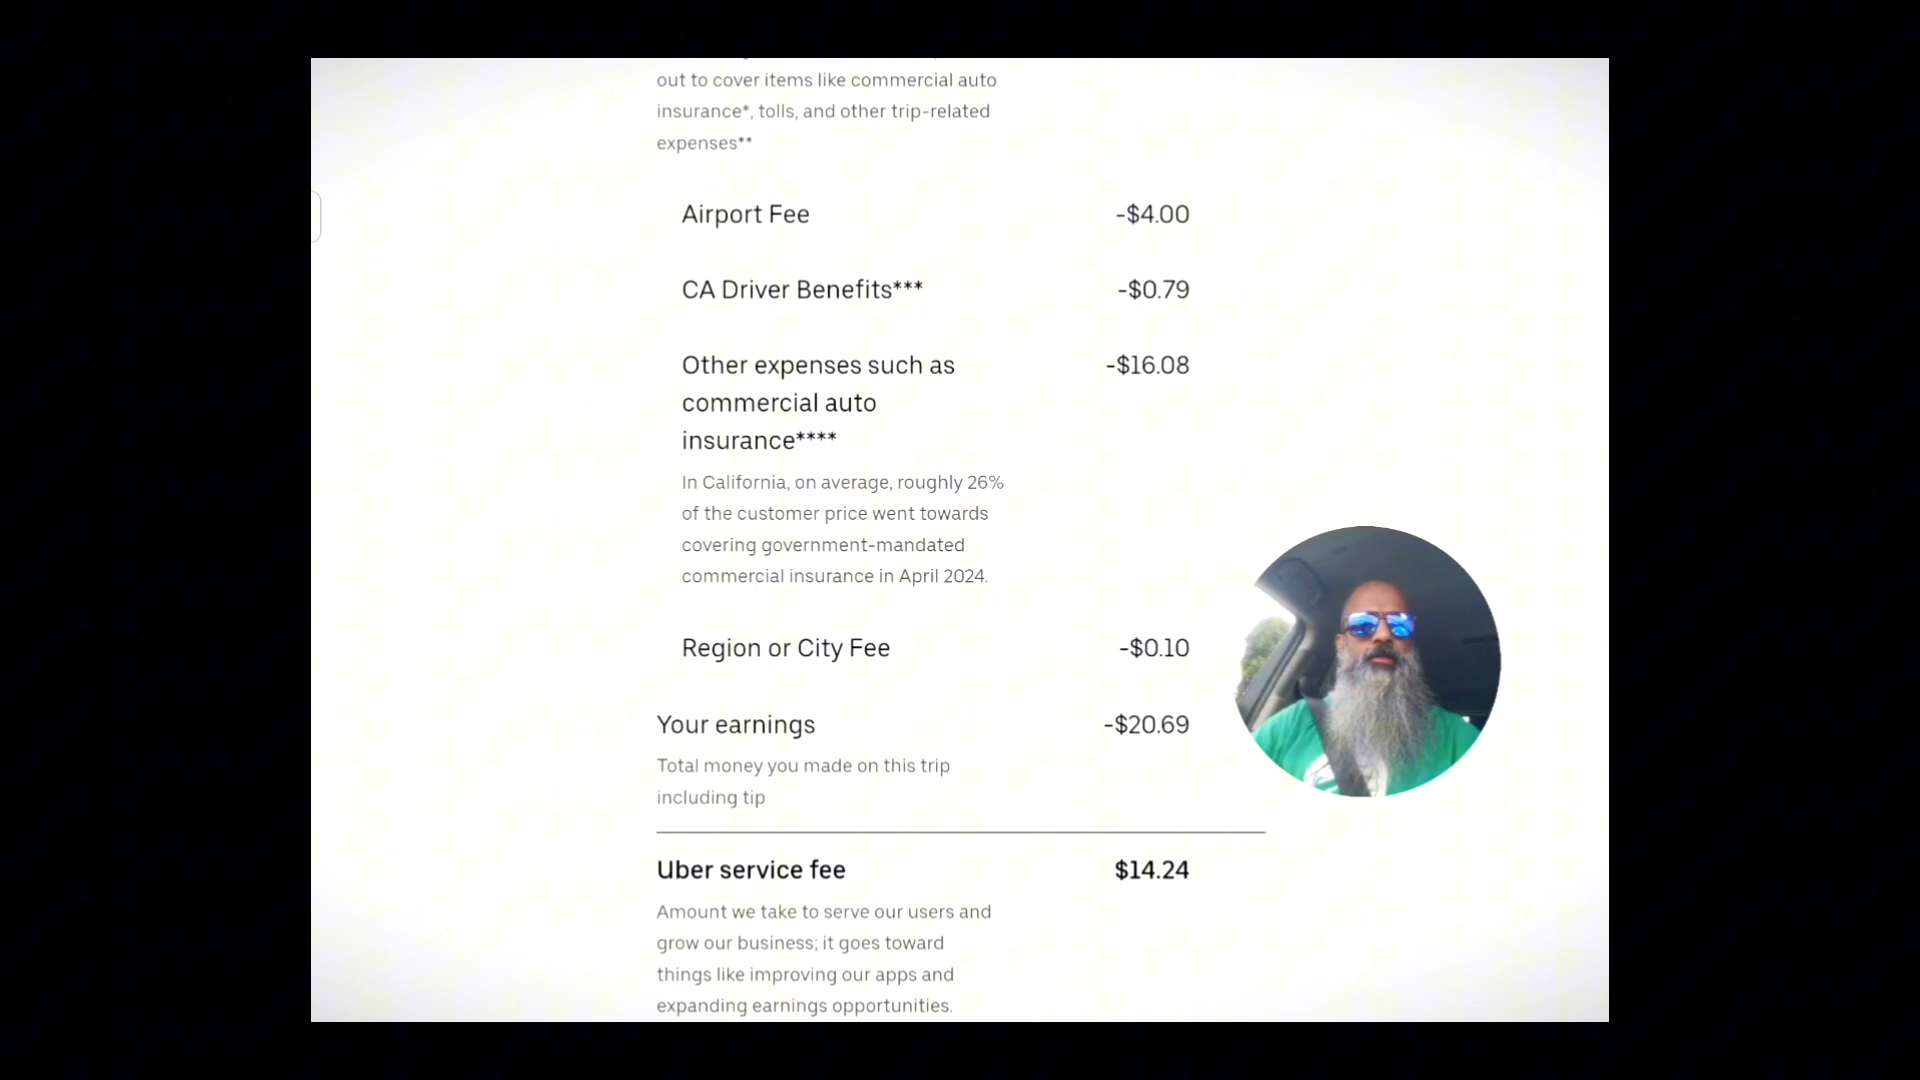 out to cover items like commercial auto
insurance*, tolls, and other trip-related
expenses**
Airport Fee -$4.00
CA Driver Benefits*** -$0.79
Other expenses such as -$16.08
commercial auto
insurance****
In California, on average, roughly 26%
of the customer price went towards
covering government-mandated
commercial insurance in April 2024.
Region or City Fee -$0.10
Your earnings -$20.69
Total money you made on this trip
including tip
Uber service fee $14.24
Amount we take to serve our users and
grow our business; it goes toward
things like improving our apps and
expanding earnings opportunities.